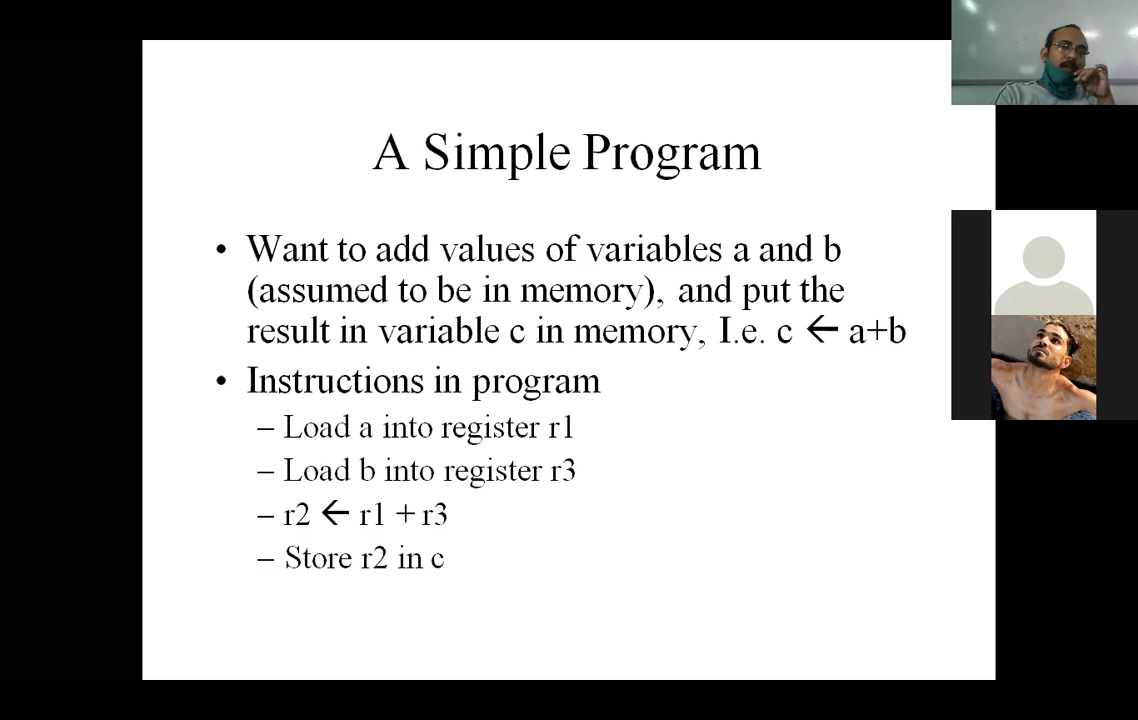 A Simple Program
• Want to add values of variables a and b
(assumed to be in memory), and put the
result in variable c in memory, I.e. c ← a+b
• Instructions in program
– Load a into register r1
– Load b into register r3
– r2 ← r1 + r3
– Store r2 in c